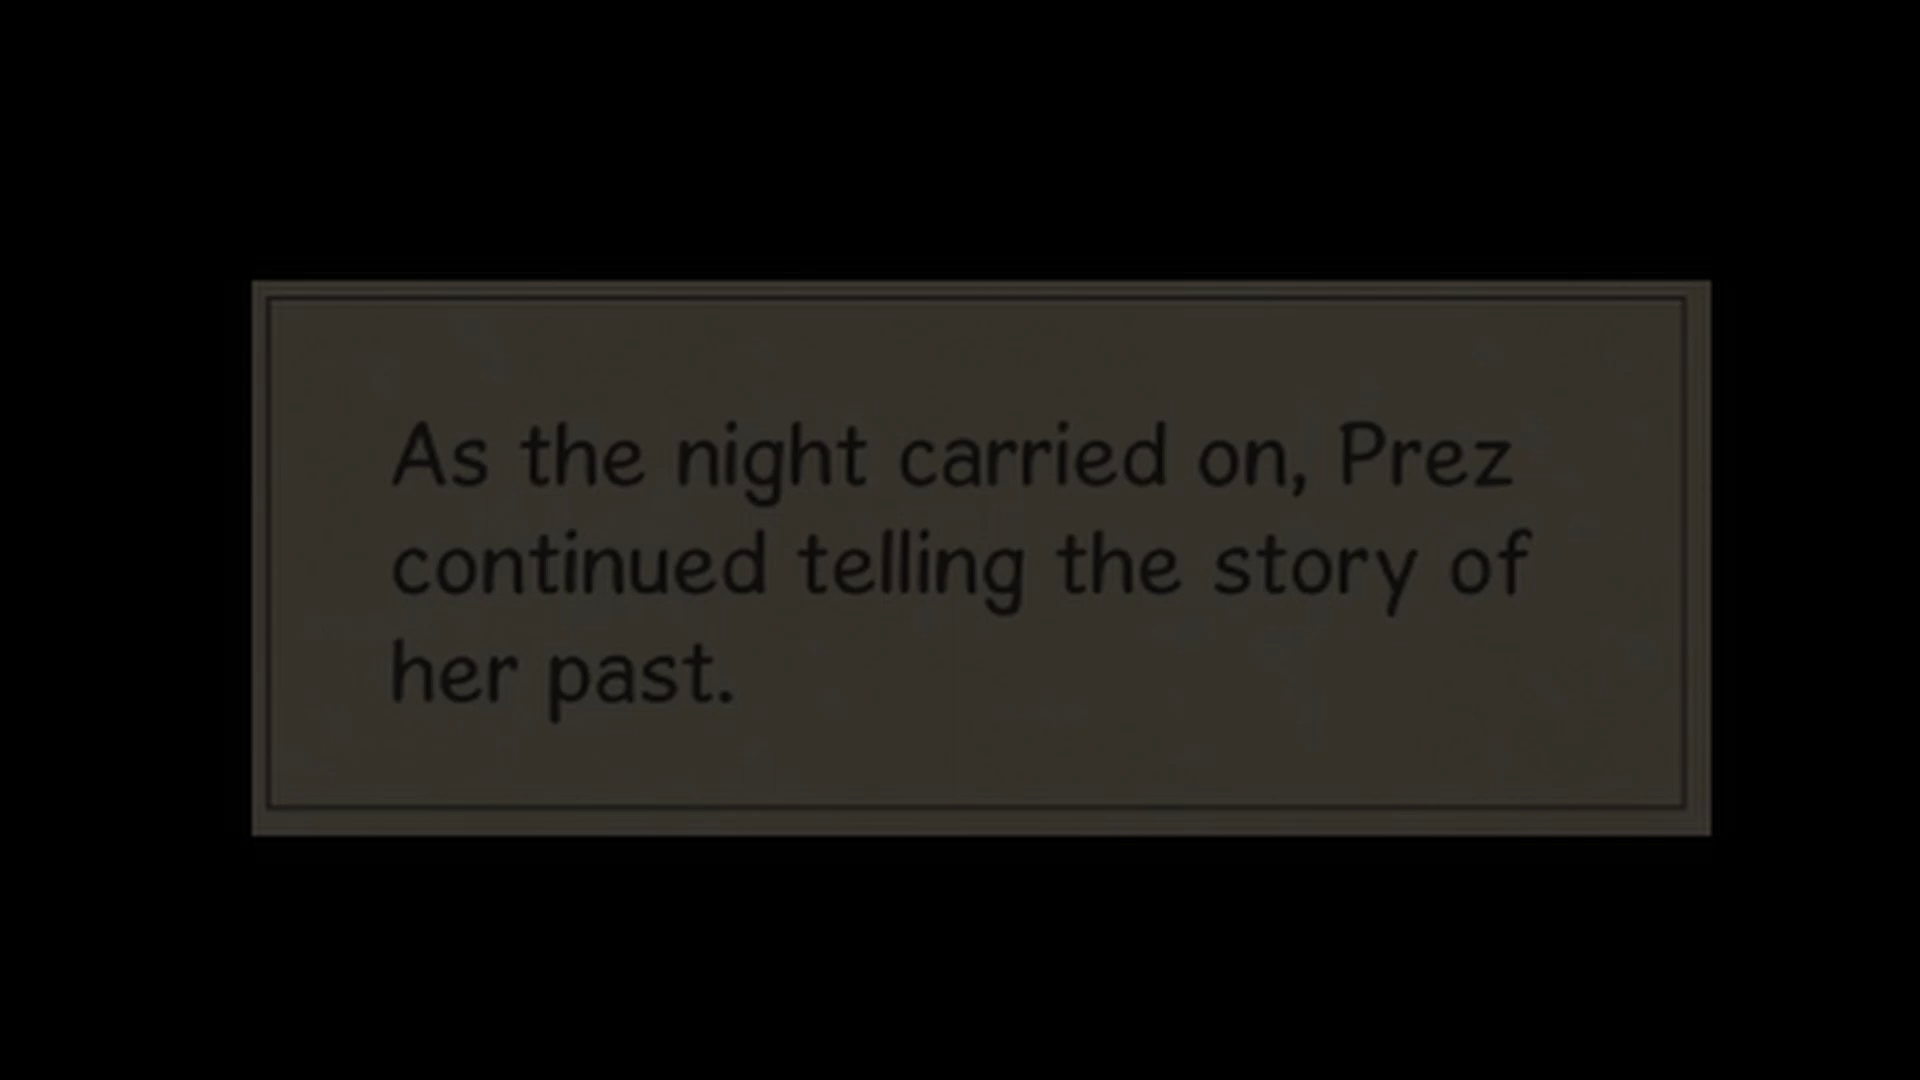 As the night carried on, Prez
continued telling the story of
her past.